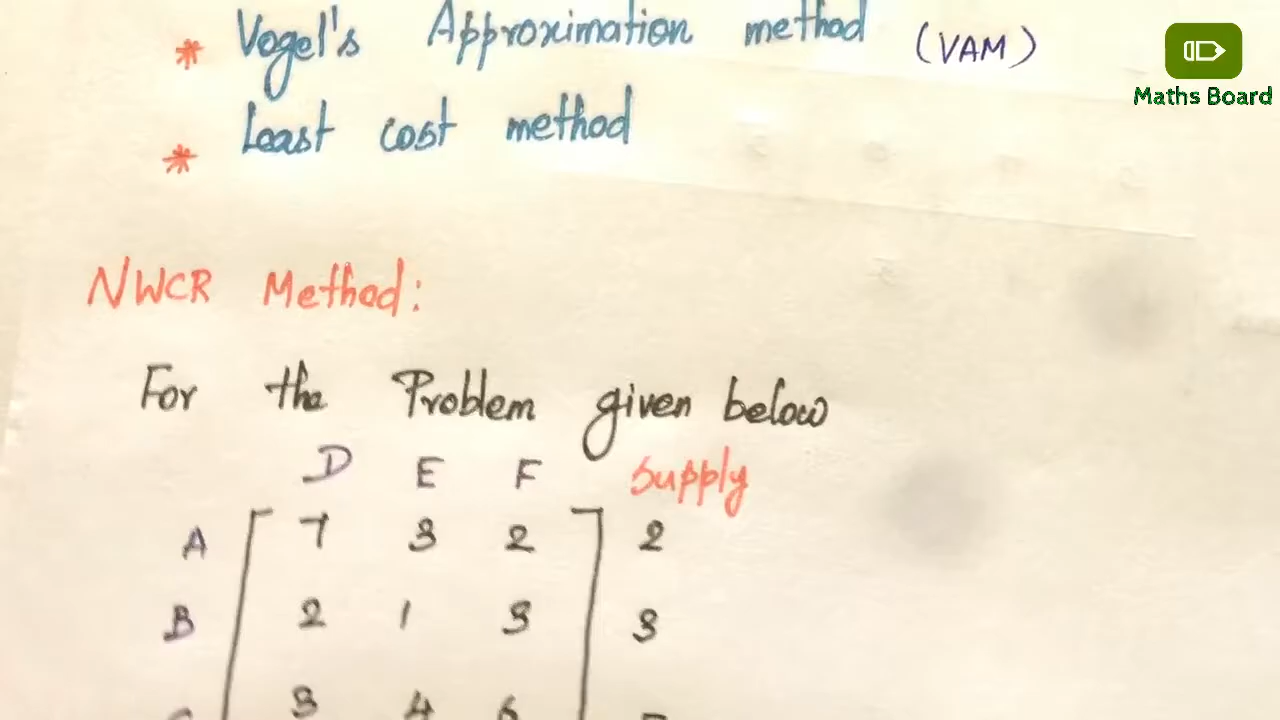 * Vogel's Approximation method (VAM)
Maths Board
* Least cost method
NWCR Method:
For the Problem given below
D E F Supply
A 7 3 2 2
B 2 1 3 3
3 4 6